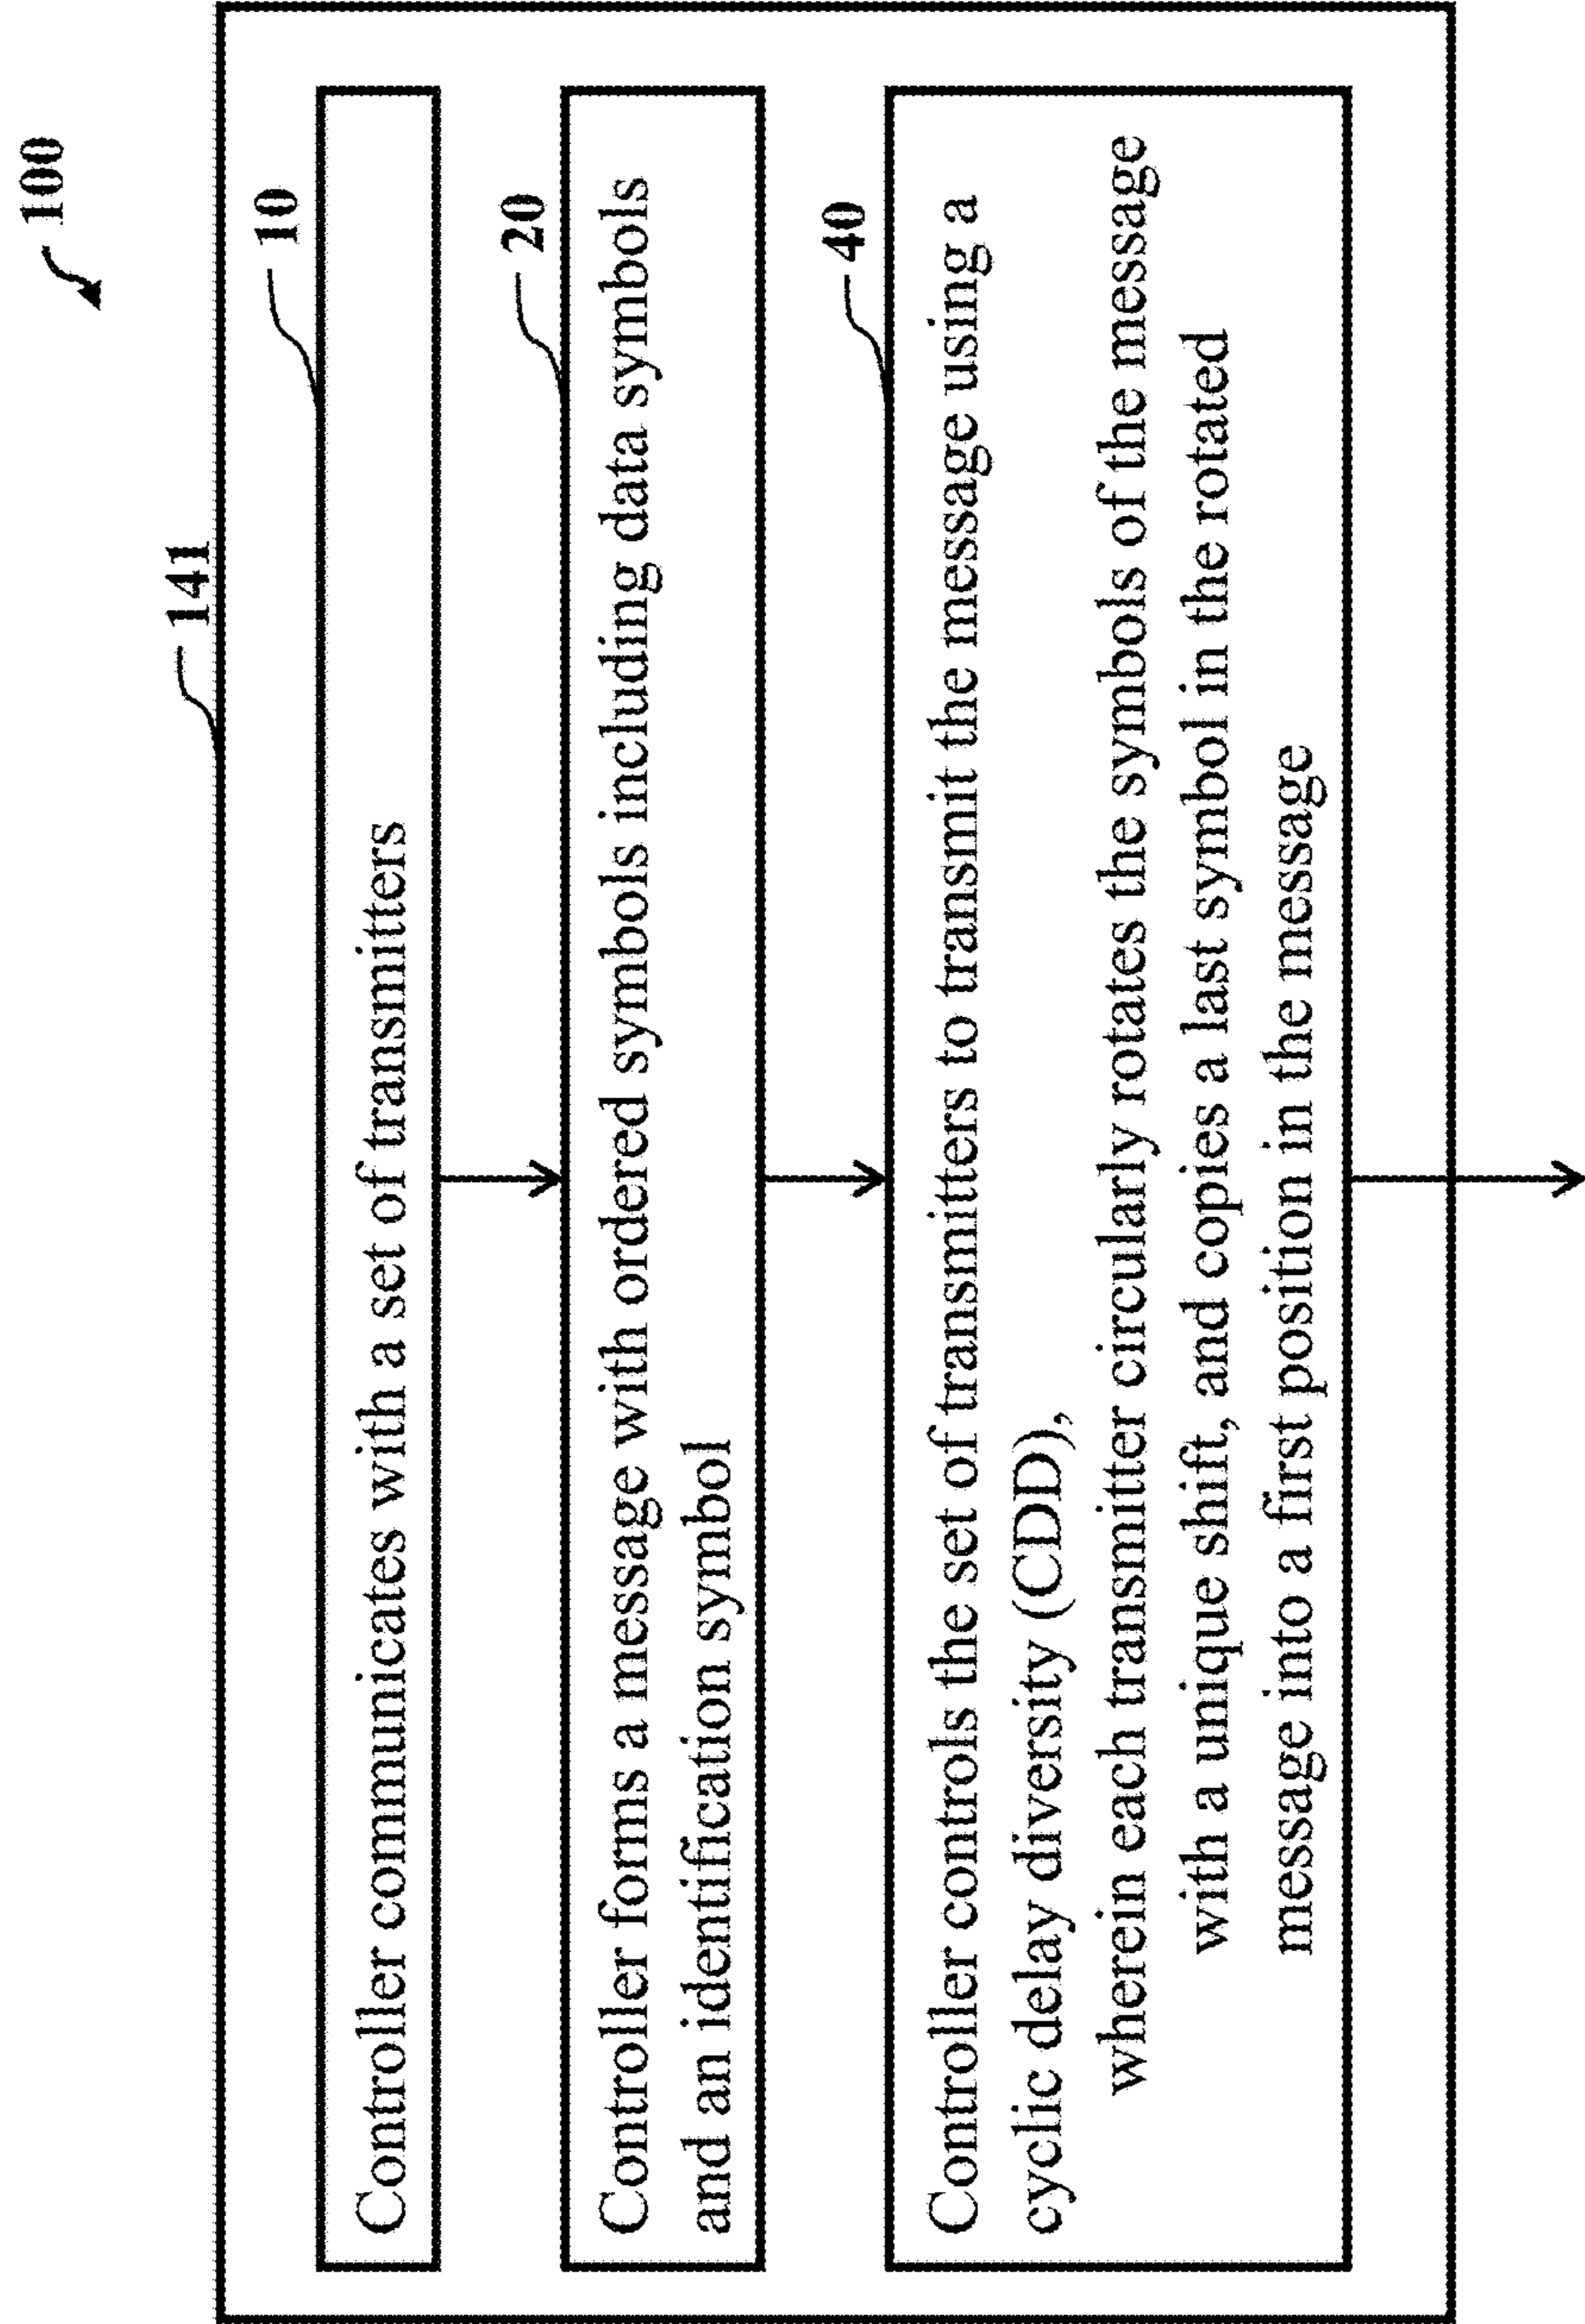 100
141
10
Controller communicates with a set of transmitters
20
Controller forms a message with ordered symbols including data symbols
and an identification symbol
40
Controller controls the set of transmitters to transmit the message using a
cyclic delay diversity (CDD),
wherein each transmitter circularly rotates the symbols of the message
with a unique shift, and copies a last symbol in the rotated
message into a first position in the message